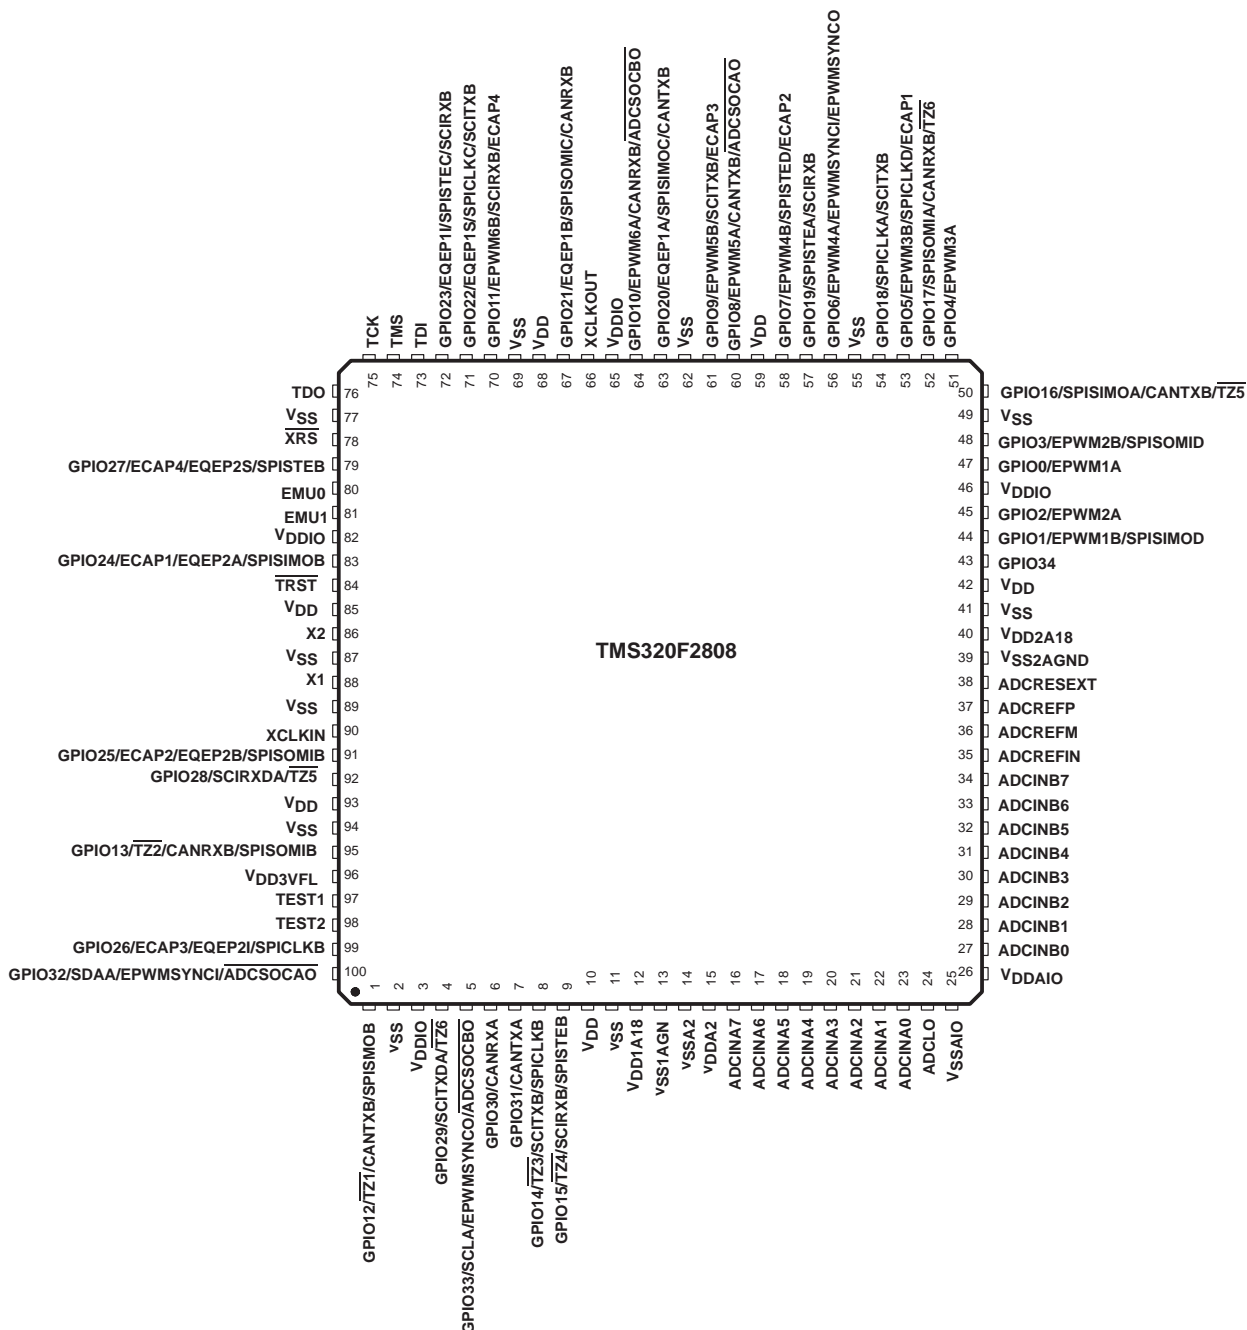 TCK
TMS
TDI
GPIO23/EQEP1I/SPISTEC/SCIRXB
GPIO22/EQEP1S/SPICLKC/SCITXB
GPIO11/EPWM6B/SCIRXB/ECAP4
VSS
VDD
GPIO21/EQEP1B/SPISOMIC/CANRXB
XCLKOUT
VDDIO
GPIO10/EPWM6A/CANRXB/ADCSOCBO
GPIO20/EQEP1A/SPISIMOC/CANTXB
VSS
GPIO9/EPWM5B/SCITXB/ECAP3
GPIO8/EPWM5A/CANTXB/ADCSOCAO
VDD
GPIO7/EPWM4B/SPISTED/ECAP2
GPIO19/SPISTEA/SCIRXB
GPIO6/EPWM4A/EPWMSYNCI/EPWMSYNCO
VSS
GPIO18/SPICLKA/SCITXB
GPIO5/EPWM3B/SPICLKD/ECAP1
GPIO17/SPISOMIA/CANRXB/TZ6
GPIO4/EPWM3A
75 74 73 72 71 70 69 68 67 66 65 64 63 62 61 60 59 58 57 56 55 54 53 52 51
TDO 76
VSS 77
XRS 78
GPIO27/ECAP4/EQEP2S/SPISTEB 79
EMU0 80
EMU1 81
VDDIO 82
GPIO24/ECAP1/EQEP2A/SPISIMOB 83
TRST 84
VDD 85
X2 86
VSS 87
X1 88
VSS 89
XCLKIN 90
GPIO25/ECAP2/EQEP2B/SPISOMIB 91
GPIO28/SCIRXDA/TZ5 92
VDD 93
VSS 94
GPIO13/TZ2/CANRXB/SPISOMIB 95
VDD3VFL 96
TEST1 97
TEST2 98
GPIO26/ECAP3/EQEP2I/SPICLKB 99
GPIO32/SDAA/EPWMSYNCI/ADCSOCAO 100
TMS320F2808
50 GPIO16/SPISIMOA/CANTXB/TZ5
49 VSS
48 GPIO3/EPWM2B/SPISOMID
47 GPIO0/EPWM1A
46 VDDIO
45 GPIO2/EPWM2A
44 GPIO1/EPWM1B/SPISIMOD
43 GPIO34
42 VDD
41 VSS
40 VDD2A18
39 VSS2AGND
38 ADCRESEXT
37 ADCREFP
36 ADCREFM
35 ADCREFIN
34 ADCINB7
33 ADCINB6
32 ADCINB5
31 ADCINB4
30 ADCINB3
29 ADCINB2
28 ADCINB1
27 ADCINB0
26 VDDAIO
1 2 3 4 5 6 7 8 9 10 11 12 13 14 15 16 17 18 19 20 21 22 23 24 25
GPIO12/TZ1/CANTXB/SPISIMOB
VSS
VDDIO
GPIO29/SCITXDA/TZ6
GPIO33/SCLA/EPWMSYNCO/ADCSOCBO
GPIO30/CANRXA
GPIO31/CANTXA
GPIO14/TZ3/SCITXB/SPICLKB
GPIO15/TZ4/SCIRXB/SPISTEB
VDD
VSS
VDD1A18
VSS1AGN
VSSA2
VDDA2
ADCINA7
ADCINA6
ADCINA5
ADCINA4
ADCINA3
ADCINA2
ADCINA1
ADCINA0
ADCLO
VSSAIO